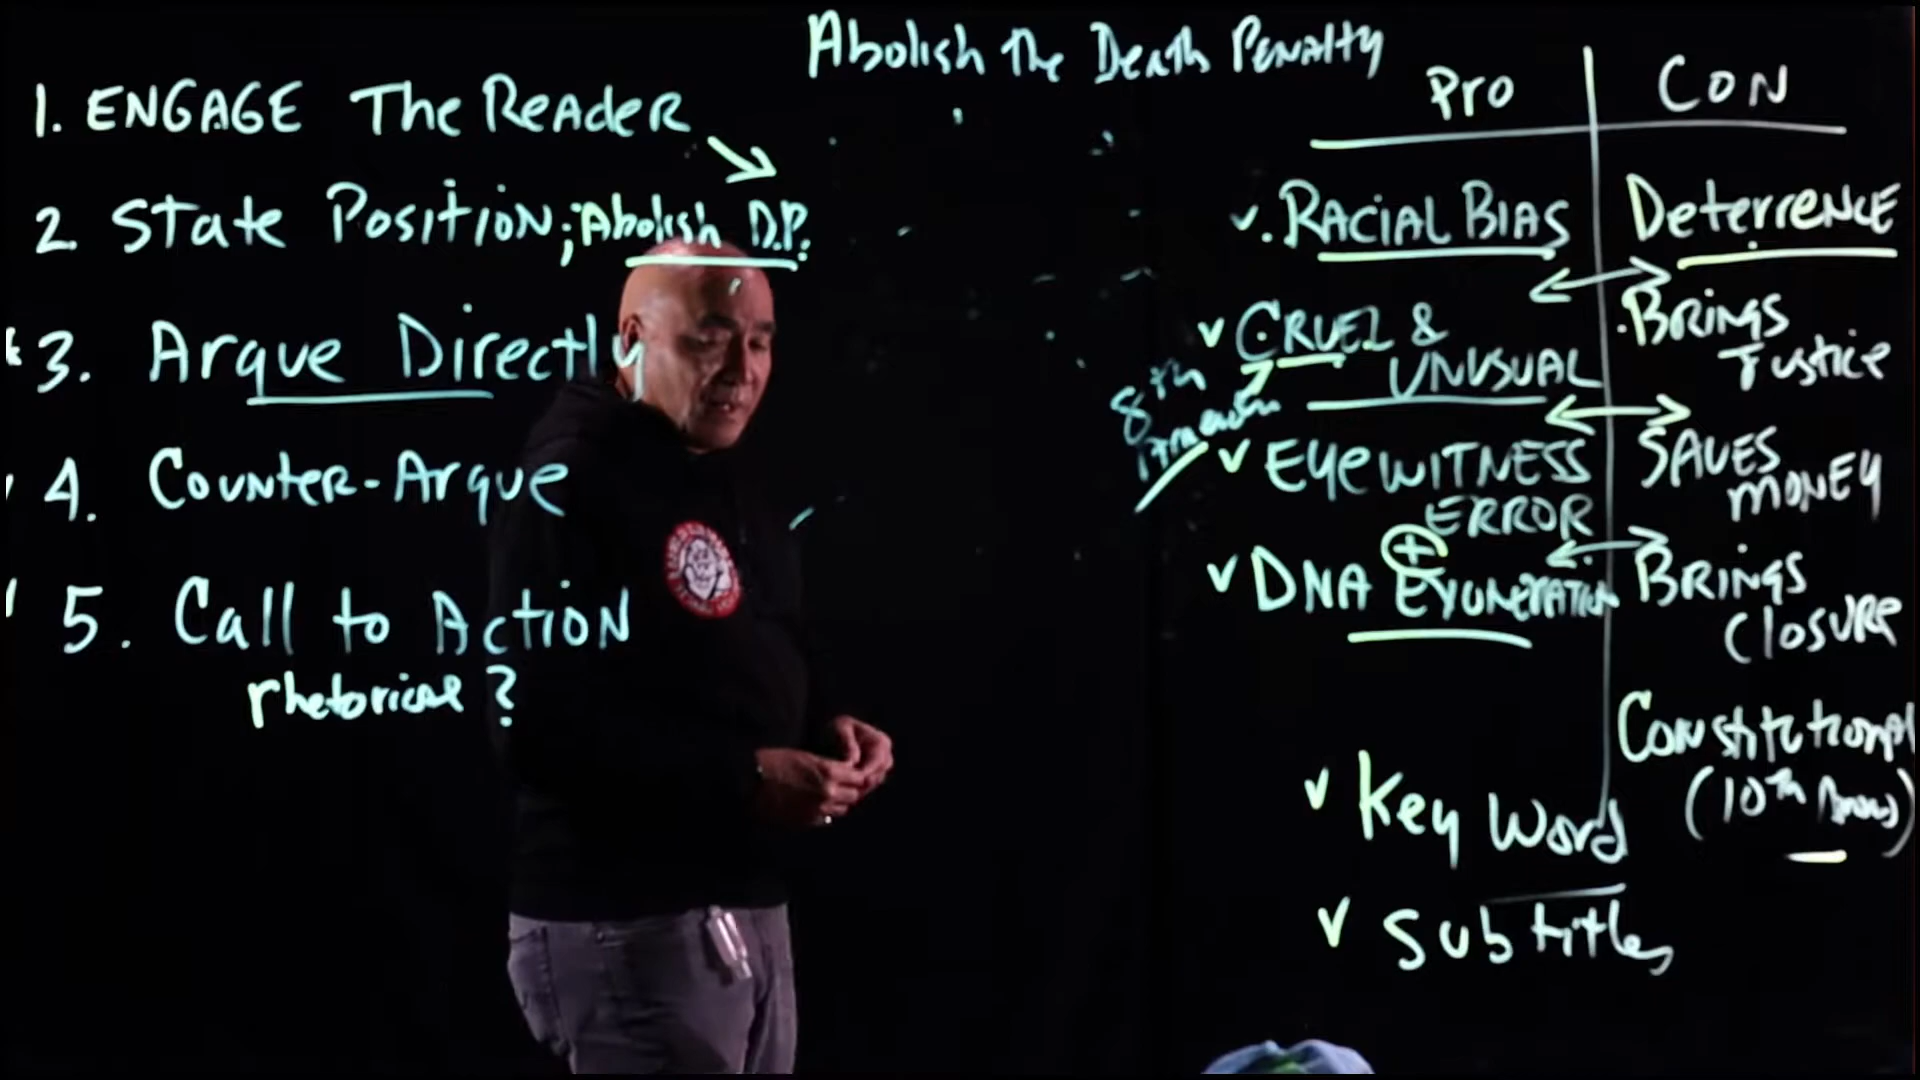 Abolish The Death Penalty
1. ENGAGE The Reader
2 State Position; Abolish D.P.
3. Argue Directly
4. Counter-Argue
5. Call to Action
rhetorical ?
Pro
. Racial Bias
Cruel &
Unusual
8th
Eyewitness
Error
+
DNA Exoneration
Key Word
Subtitles
Con
Deterrence
.Brings
Justice
Saves
Money
Brings
Closure
Constitutional
(10th